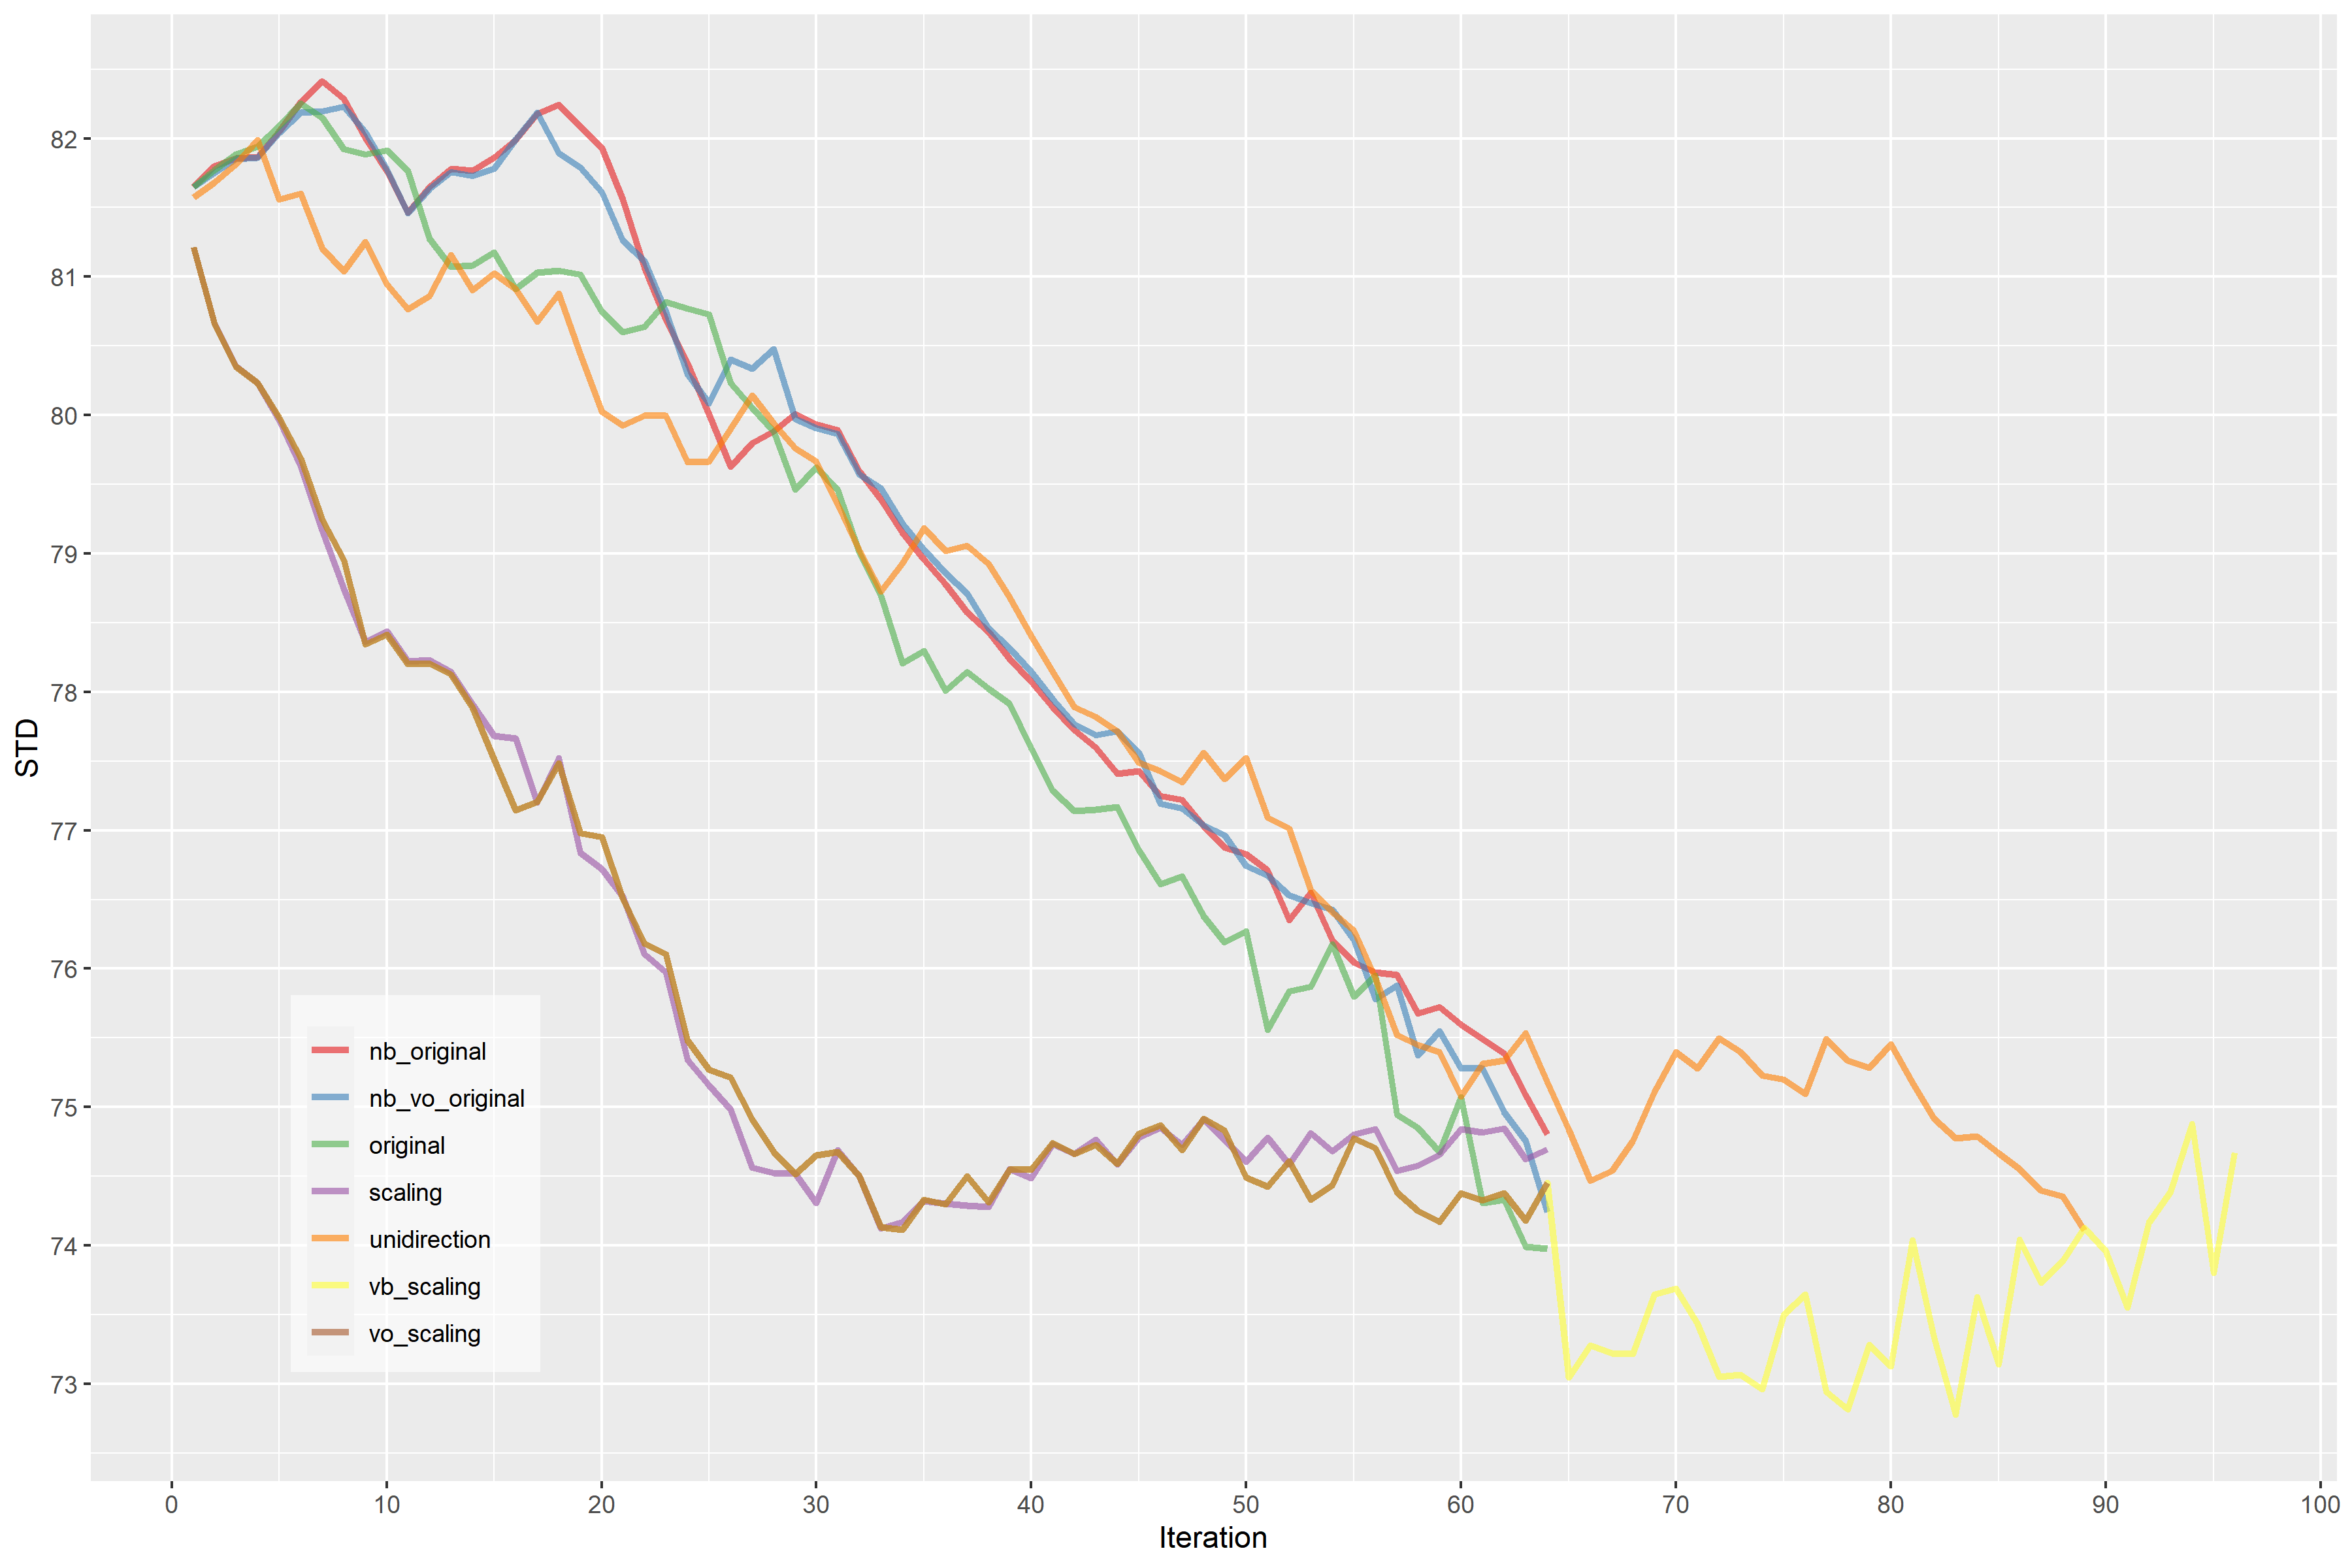 82
81
80
79
78
77
76
75
74
73
STD
nb_original
nb_vo_original
original
scaling
unidirection
vb_scaling
vo_scaling
0 10 20 30 40 50 60 70 80 90 100
Iteration